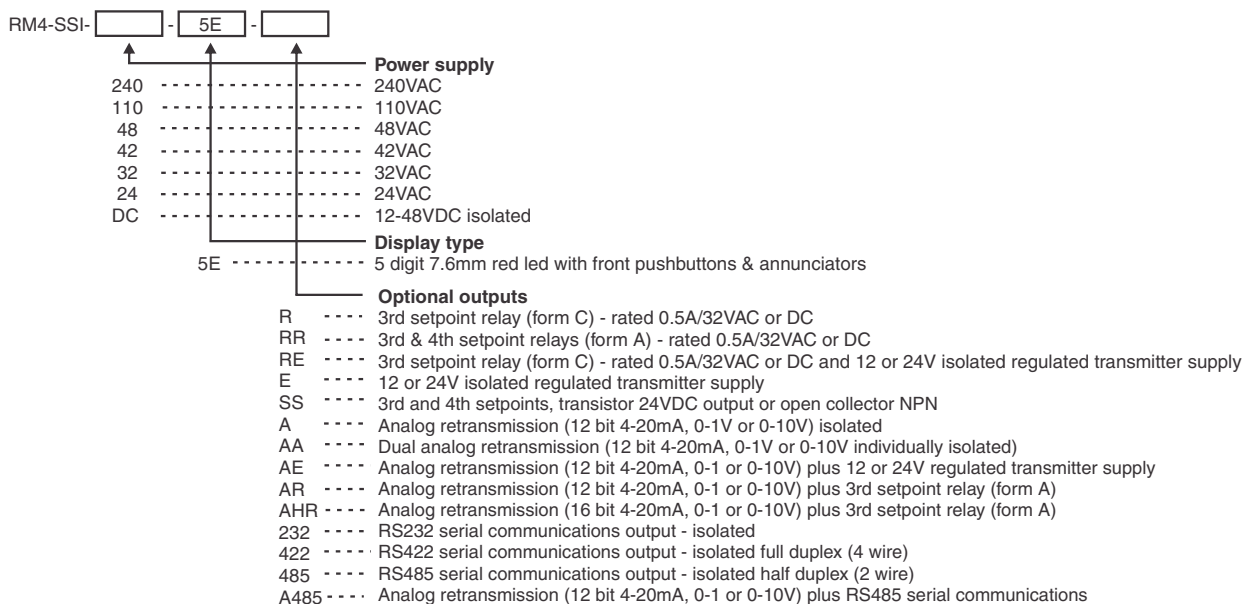 RM4-SSI- - 5E -
Power supply
240 240VAC
110 110VAC
48 48VAC
42 42VAC
32 32VAC
24 24VAC
DC 12-48VDC isolated
Display type
5E 5 digit 7.6mm red led with front pushbuttons & annunciators
Optional outputs
R 3rd setpoint relay (form C) - rated 0.5A/32VAC or DC
RR 3rd & 4th setpoint relays (form A) - rated 0.5A/32VAC or DC
RE 3rd setpoint relay (form C) - rated 0.5A/32VAC or DC and 12 or 24V isolated regulated transmitter supply
E 12 or 24V isolated regulated transmitter supply
SS 3rd and 4th setpoints, transistor 24VDC output or open collector NPN
A Analog retransmission (12 bit 4-20mA, 0-1V or 0-10V) isolated
AA Dual analog retransmission (12 bit 4-20mA, 0-1V or 0-10V individually isolated)
AE Analog retransmission (12 bit 4-20mA, 0-1 or 0-10V) plus 12 or 24V regulated transmitter supply
AR Analog retransmission (12 bit 4-20mA, 0-1 or 0-10V) plus 3rd setpoint relay (form A)
AHR Analog retransmission (16 bit 4-20mA, 0-1 or 0-10V) plus 3rd setpoint relay (form A)
232 RS232 serial communications output - isolated
422 RS422 serial communications output - isolated full duplex (4 wire)
485 RS485 serial communications output - isolated half duplex (2 wire)
A485 Analog retransmission (12 bit 4-20mA, 0-1 or 0-10V) plus RS485 serial communications